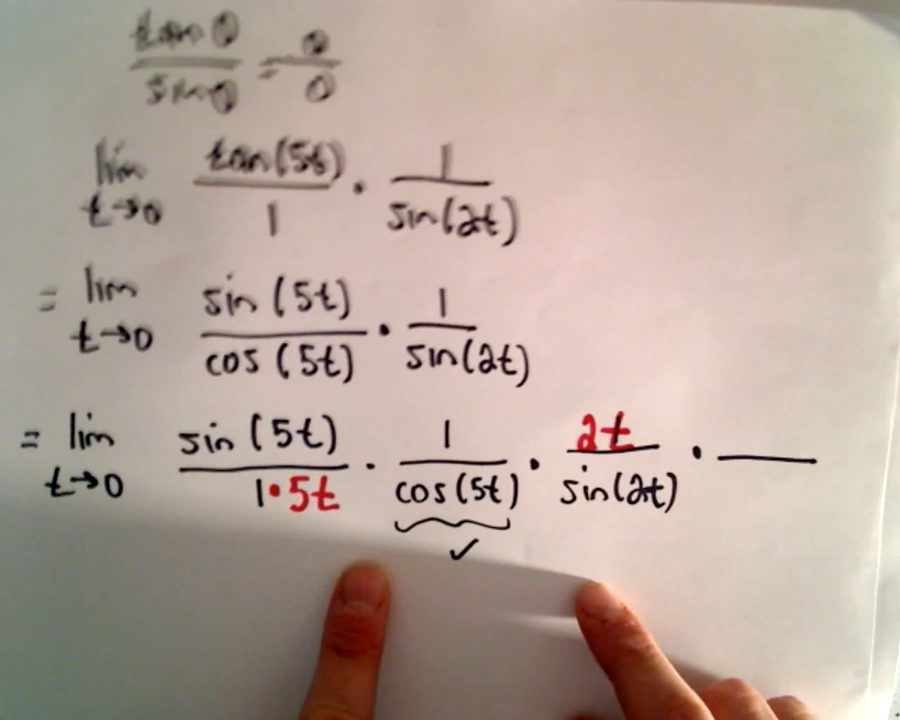 tan 0 / sin 0 = 0 / 0
lim t→0 tan(5t) / 1 · 1 / sin(2t)
= lim t→0 sin(5t) / cos(5t) · 1 / sin(2t)
= lim t→0 sin(5t) / 1·5t · 1 / cos(5t) · 2t / sin(2t) · —
✓